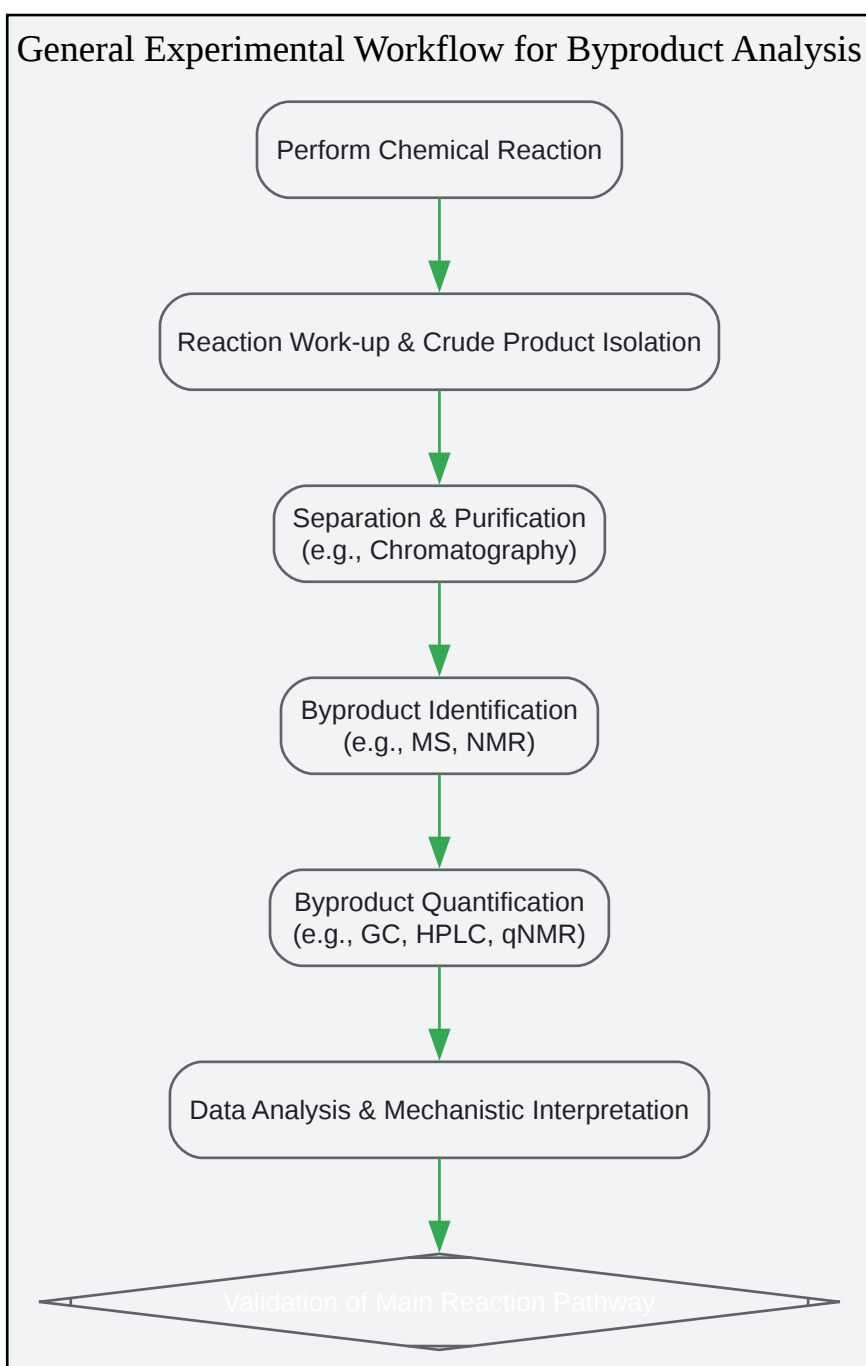 General Experimental Workflow for Byproduct Analysis
Perform Chemical Reaction
Reaction Work-up & Crude Product Isolation
Separation & Purification
(e.g., Chromatography)
Byproduct Identification
(e.g., MS, NMR)
Byproduct Quantification
(e.g., GC, HPLC, qNMR)
Data Analysis & Mechanistic Interpretation
Validation of Main Reaction Pathway